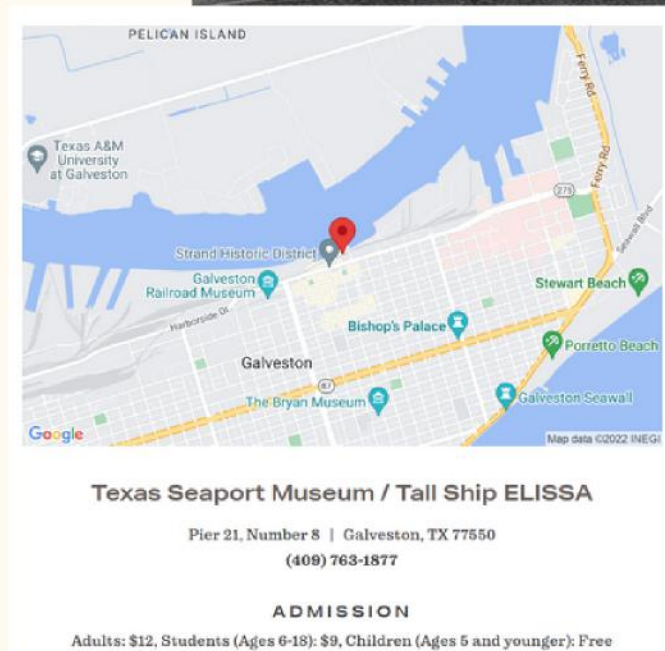 PELICAN ISLAND
Ferry Rd
Texas A&M
University
at Galveston
275
Ferry Rd
Seawall Blvd
Strand Historic District
Galveston
Railroad Museum
Stewart Beach
Harborside Dr
Bishop's Palace
Porretto Beach
Galveston
87
The Bryan Museum
Galveston Seawall
Google
Map data ©2022 INEGI
Texas Seaport Museum / Tall Ship ELISSA
Pier 21, Number 8 | Galveston, TX 77550
(409) 763-1877
ADMISSION
Adults: $12, Students (Ages 6-18): $9, Children (Ages 5 and younger): Free